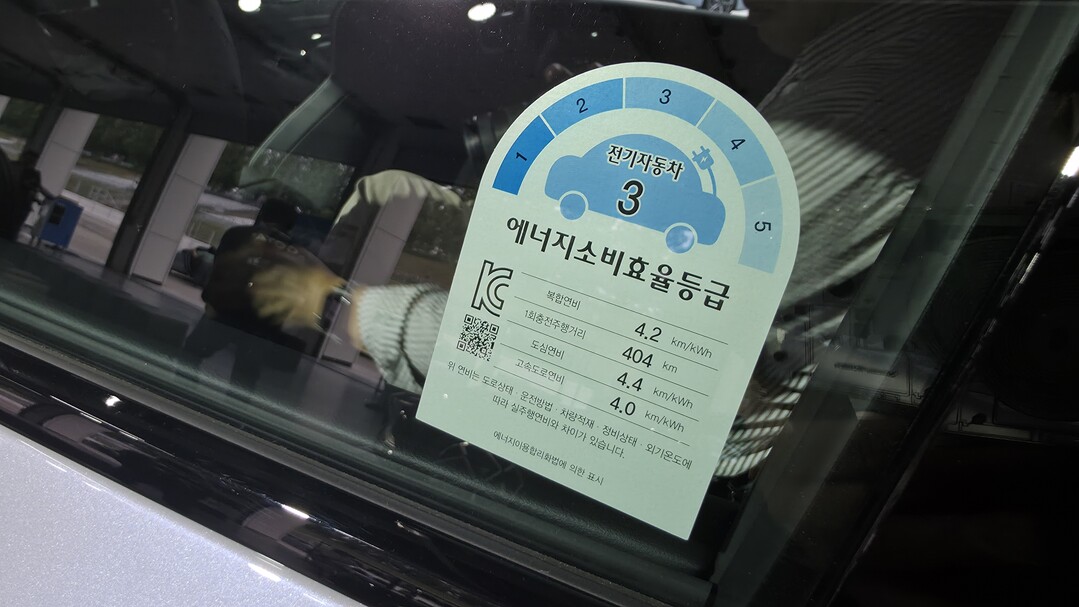 1
2
3
4
5
전기자동차
3
에너지소비효율등급
복합연비 4.2 km/kWh
1회충전주행거리 404 km
도심연비 4.4 km/kWh
고속도로연비 4.0 km/kWh
위 연비는 도로상태 · 운전방법 · 차량적재 · 정비상태 · 외기온도에
따라 실주행연비와 차이가 있습니다.
에너지이용합리화법에 의한 표시